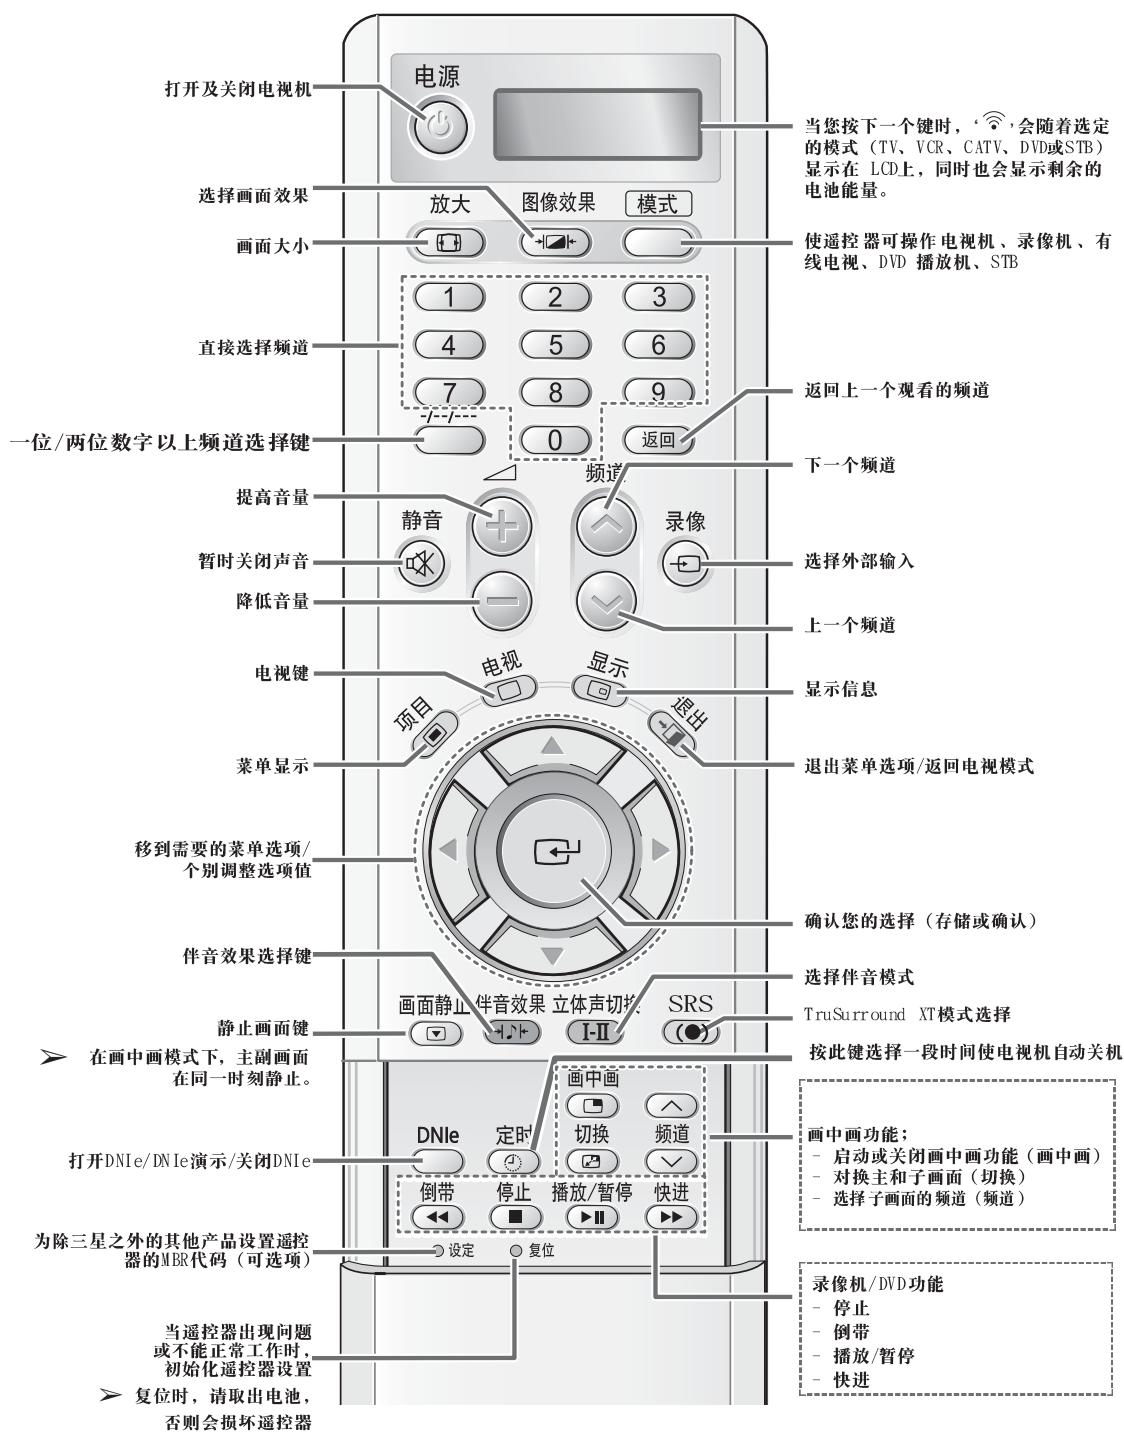 电源
打开及关闭电视机
当您按下一个键时，‘ ’会随着选定
的模式（TV、VCR、CATV、DVD或STB）
显示在 LCD上，同时也会显示剩余的
电池能量。
选择画面效果
放大
图像效果
模式
画面大小
使遥控器可操作电视机、录像机、有
线电视、DVD 播放机、STB
1
2
3
直接选择频道
4
5
6
7
8
9
返回上一个观看的频道
-/--/---
一位/两位数字以上频道选择键
0
返回
频道
下一个频道
提高音量
静音
录像
暂时关闭声音
选择外部输入
降低音量
上一个频道
电视
显示
电视键
显示信息
项目
退出
菜单显示
退出菜单选项/返回电视模式
移到需要的菜单选项/
个别调整选项值
确认您的选择（存储或确认）
伴音效果选择键
选择伴音模式
画面静止
伴音效果
立体声切换
SRS
静止画面键
I-II
TruSurround XT模式选择
➢ 在画中画模式下，主副画面
在同一时刻静止。
按此键选择一段时间使电视机自动关机
画中画
DNIe
定时
切换
频道
画中画功能；
- 启动或关闭画中画功能（画中画）
- 对换主和子画面（切换）
- 选择子画面的频道（频道）
打开DNIe/DNIe演示/关闭DNIe
倒带
停止
播放/暂停
快进
为除三星之外的其他产品设置遥控
器的MBR代码（可选项）
设定
复位
录像机/DVD功能
- 停止
- 倒带
- 播放/暂停
- 快进
当遥控器出现问题
或不能正常工作时，
初始化遥控器设置
➢ 复位时，请取出电池，
否则会损坏遥控器